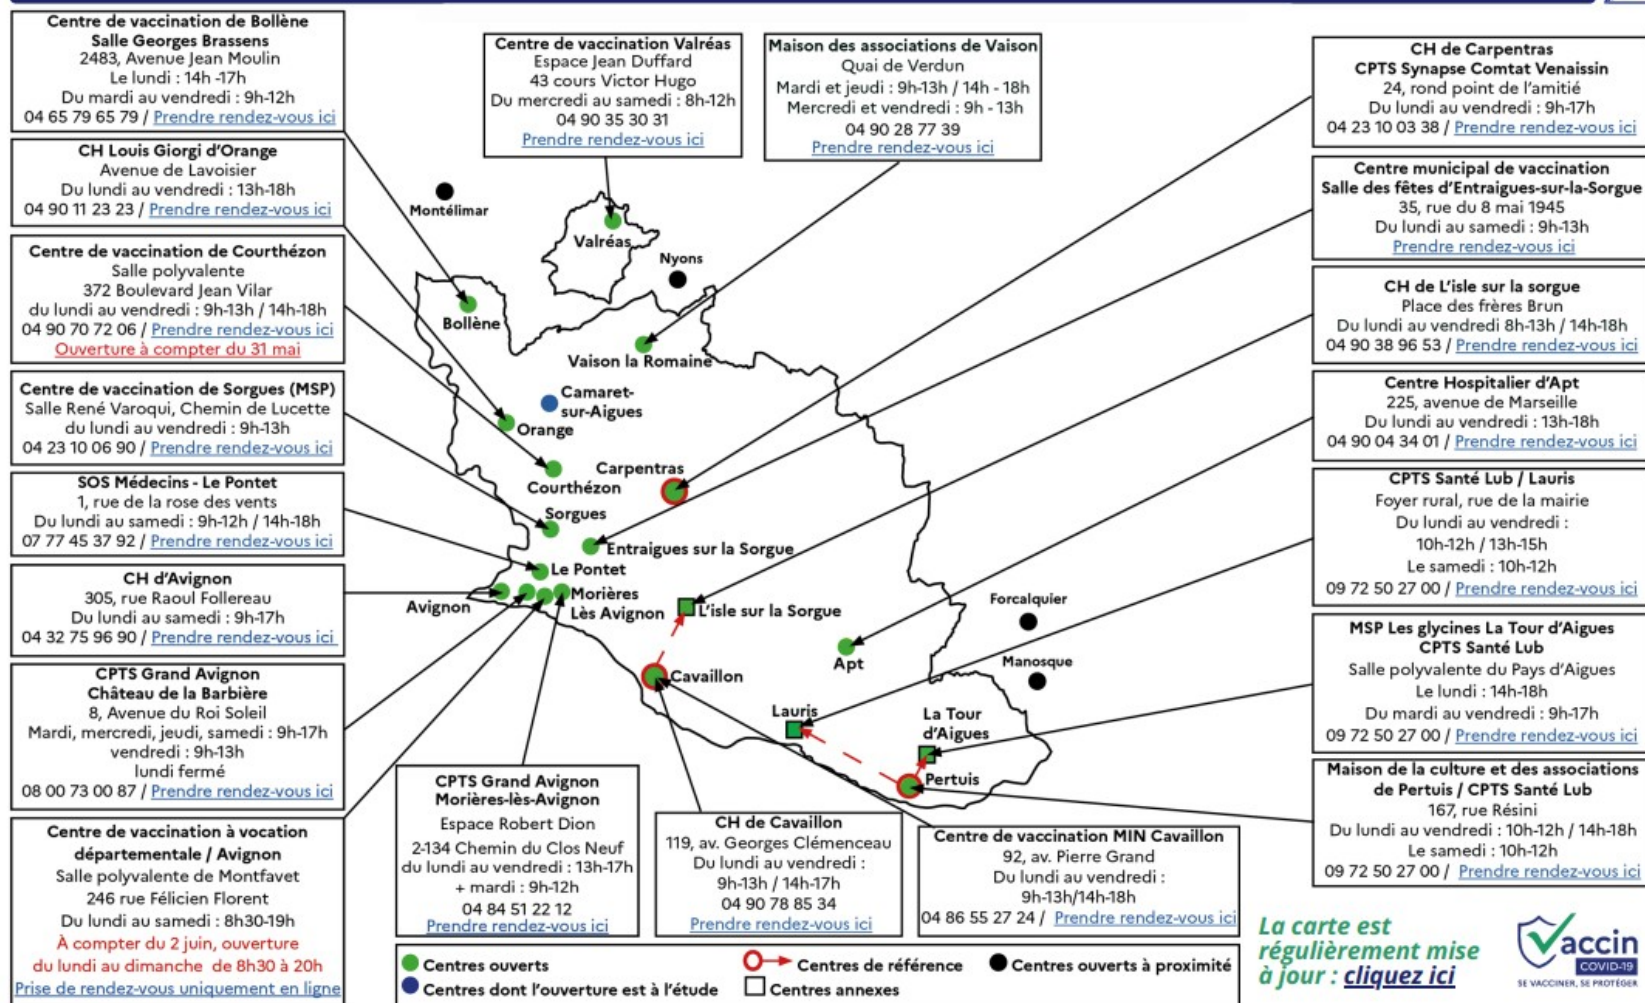 Centre de vaccination de Bollène
Salle Georges Brassens
2483, Avenue Jean Moulin
Le lundi : 14h -17h
Du mardi au vendredi : 9h-12h
04 65 79 65 79 / Prendre rendez-vous ici
CH Louis Giorgi d'Orange
Avenue de Lavoisier
Du lundi au vendredi : 13h-18h
04 90 11 23 23 / Prendre rendez-vous ici
Centre de vaccination de Courthézon
Salle polyvalente
372 Boulevard Jean Vilar
du lundi au vendredi : 9h-13h / 14h-18h
04 90 70 72 06 / Prendre rendez-vous ici
Ouverture à compter du 31 mai
Centre de vaccination de Sorgues (MSP)
Salle René Varoqui, Chemin de Lucette
du lundi au vendredi : 9h-13h
04 23 10 06 90 / Prendre rendez-vous ici
SOS Médecins - Le Pontet
1, rue de la rose des vents
Du lundi au samedi : 9h-12h / 14h-18h
07 77 45 37 92 / Prendre rendez-vous ici
CH d'Avignon
305, rue Raoul Follereau
Du lundi au samedi : 9h-17h
04 32 75 96 90 / Prendre rendez-vous ici
CPTS Grand Avignon
Château de la Barbière
8, Avenue du Roi Soleil
Mardi, mercredi, jeudi, samedi : 9h-17h
vendredi : 9h-13h
lundi fermé
08 00 73 00 87 / Prendre rendez-vous ici
Centre de vaccination à vocation
départementale / Avignon
Salle polyvalente de Montfavet
246 rue Félicien Florent
Du lundi au samedi : 8h30-19h
À compter du 2 juin, ouverture
du lundi au dimanche de 8h30 à 20h
Prise de rendez-vous uniquement en ligne
Centre de vaccination Valréas
Espace Jean Duffard
43 cours Victor Hugo
Du mercredi au samedi : 8h-12h
04 90 35 30 31
Prendre rendez-vous ici
Maison des associations de Vaison
Quai de Verdun
Mardi et jeudi : 9h-13h / 14h - 18h
Mercredi et vendredi : 9h - 13h
04 90 28 77 39
Prendre rendez-vous ici
Montélimar
Valréas
Nyons
Bollène
Vaison la Romaine
Camaret-
sur-Aigues
Orange
Carpentras
Courthézon
Sorgues
Entraigues sur la Sorgue
Le Pontet
Avignon
Morières
Lès Avignon
L'isle sur la Sorgue
Forcalquier
Apt
Manosque
Cavaillon
Lauris
La Tour
d'Aigues
Pertuis
CPTS Grand Avignon
Morières-lès-Avignon
Espace Robert Dion
2-134 Chemin du Clos Neuf
du lundi au vendredi : 13h-17h
+ mardi : 9h-12h
04 84 51 22 12
Prendre rendez-vous ici
CH de Cavaillon
119, av. Georges Clémenceau
Du lundi au vendredi :
9h-13h / 14h-17h
04 90 78 85 34
Prendre rendez-vous ici
Centre de vaccination MIN Cavaillon
92, av. Pierre Grand
Du lundi au vendredi :
9h-13h/14h-18h
04 86 55 27 24 / Prendre rendez-vous ici
CH de Carpentras
CPTS Synapse Comtat Venaissin
24, rond point de l'amitié
Du lundi au vendredi : 9h-17h
04 23 10 03 38 / Prendre rendez-vous ici
Centre municipal de vaccination
Salle des fêtes d'Entraigues-sur-la-Sorgue
35, rue du 8 mai 1945
Du lundi au samedi : 9h-13h
Prendre rendez-vous ici
CH de L'isle sur la sorgue
Place des frères Brun
Du lundi au vendredi 8h-13h / 14h-18h
04 90 38 96 53 / Prendre rendez-vous ici
Centre Hospitalier d'Apt
225, avenue de Marseille
Du lundi au vendredi : 13h-18h
04 90 04 34 01 / Prendre rendez-vous ici
CPTS Santé Lub / Lauris
Foyer rural, rue de la mairie
Du lundi au vendredi :
10h-12h / 13h-15h
Le samedi : 10h-12h
09 72 50 27 00 / Prendre rendez-vous ici
MSP Les glycines La Tour d'Aigues
CPTS Santé Lub
Salle polyvalente du Pays d'Aigues
Le lundi : 14h-18h
Du mardi au vendredi : 9h-17h
09 72 50 27 00 / Prendre rendez-vous ici
Maison de la culture et des associations
de Pertuis / CPTS Santé Lub
167, rue Résini
Du lundi au vendredi : 10h-12h / 14h-18h
Le samedi : 10h-12h
09 72 50 27 00 / Prendre rendez-vous ici
Centres ouverts
Centres de référence
Centres ouverts à proximité
Centres dont l'ouverture est à l'étude
Centres annexes
La carte est
régulièrement mise
à jour : cliquez ici
Vaccin
COVID-19
SE VACCINER, SE PROTÉGER